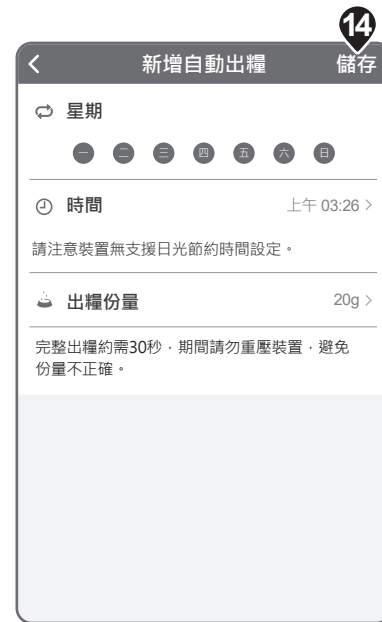 14
新增自動出糧 儲存
星期
一 二 三 四 五 六 日
時間 上午 03:26
請注意裝置無支援日光節約時間設定。
出糧份量 20g
完整出糧約需30秒，期間請勿重壓裝置，避免
份量不正確。